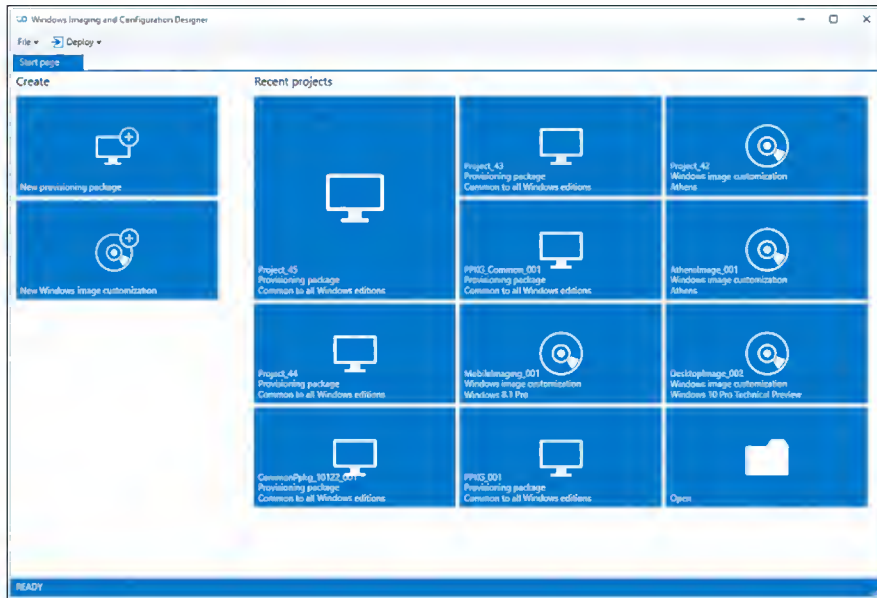 Windows Imaging and Configuration Designer
File
Deploy
Start page
Create
Recent projects
New provisioning package
New Windows image customization
Project_45
Provisioning package
Common to all Windows editions
Project_43
Provisioning package
Common to all Windows editions
Project_42
Windows image customization
Athens
PPKG_Common_001
Provisioning package
Common to all Windows editions
AthensImage_001
Windows image customization
Athens
Project_44
Provisioning package
Common to all Windows editions
MobileImaging_001
Windows image customization
Windows 8.1 Pro
DesktopImage_002
Windows image customization
Windows 10 Pro Technical Preview
CommonPpkg_10122_001
Provisioning package
Common to all Windows editions
PPKG_001
Provisioning package
Common to all Windows editions
Open
READY